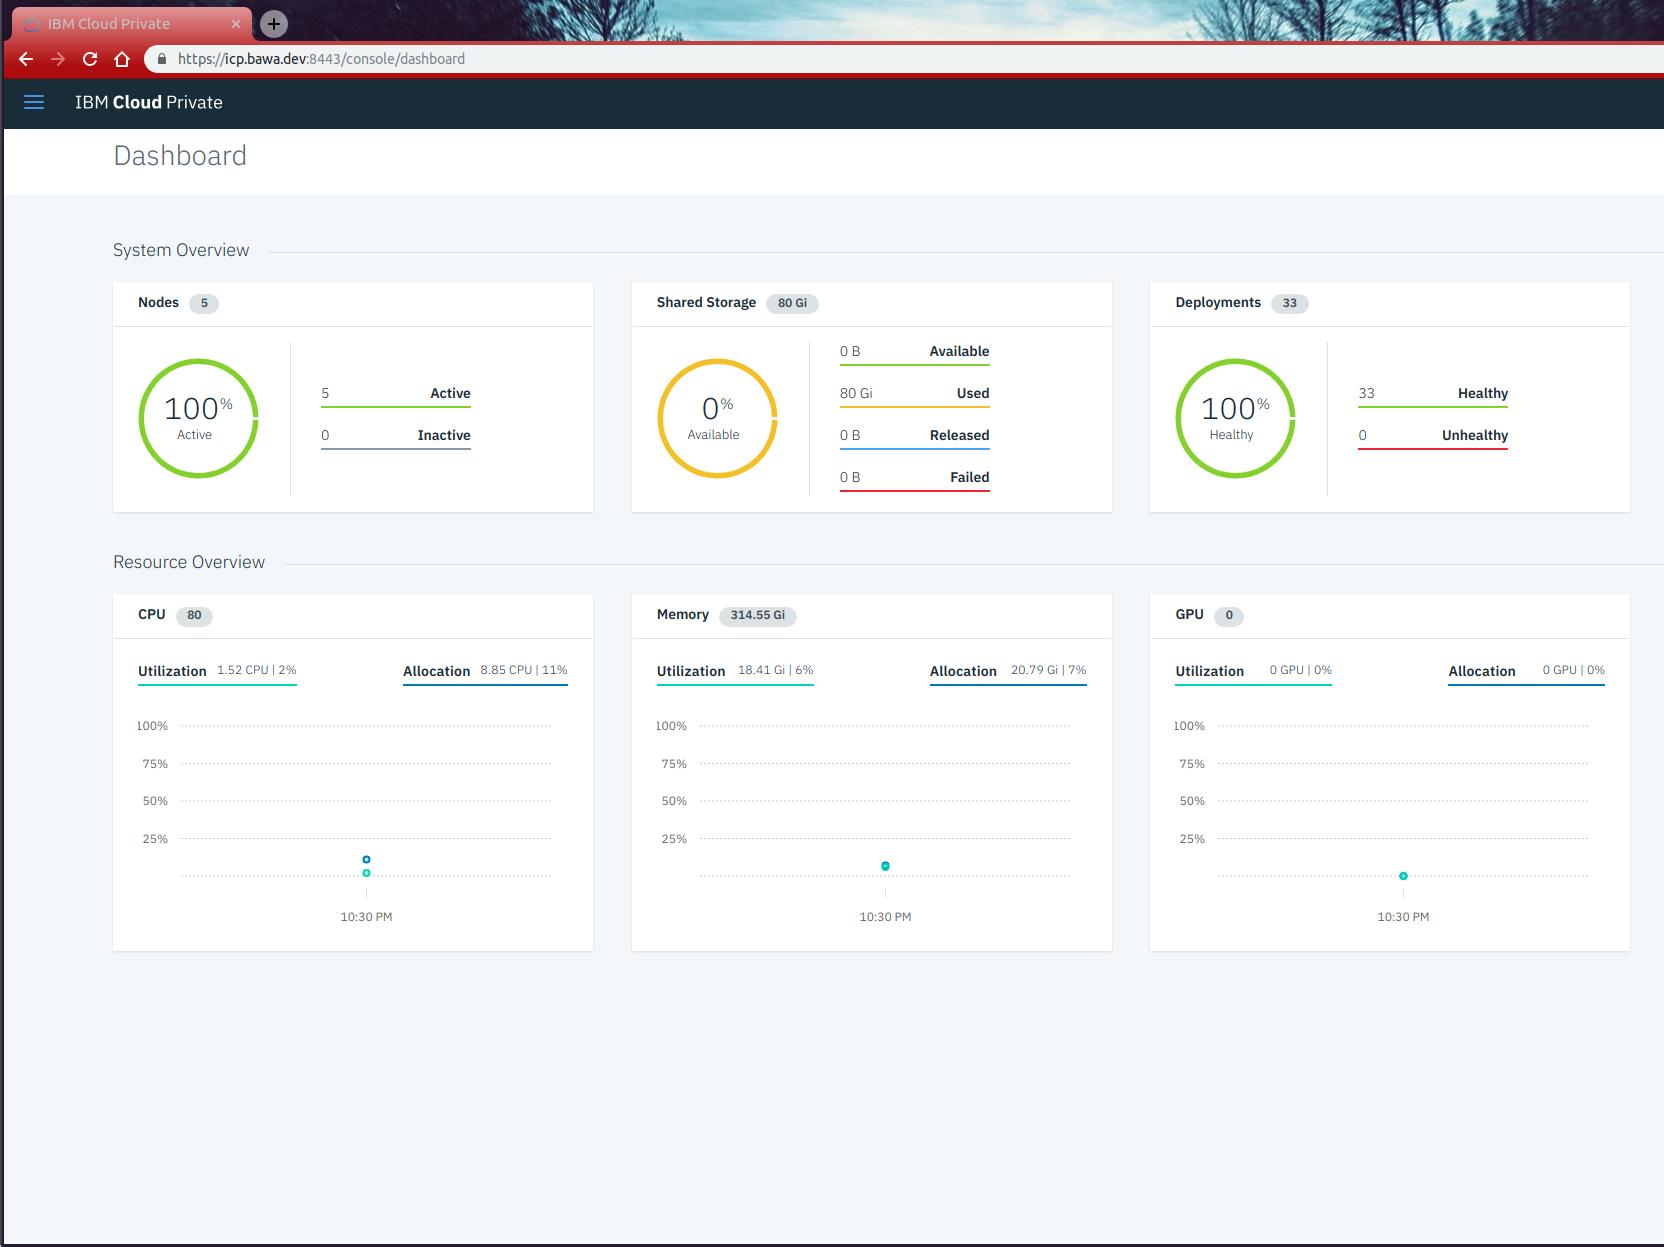 IBM Cloud Private
https://icp.bawa.dev:8443/console/dashboard
IBM Cloud Private
Dashboard
System Overview
Nodes 5
100%
Active
5 Active
0 Inactive
Shared Storage 80 Gi
0%
Available
0 B Available
80 Gi Used
0 B Released
0 B Failed
Deployments 33
100%
Healthy
33 Healthy
0 Unhealthy
Resource Overview
CPU 80
Utilization 1.52 CPU | 2% Allocation 8.85 CPU | 11%
100%
75%
50%
25%
10:30 PM
Memory 314.55 Gi
Utilization 18.41 Gi | 6% Allocation 20.79 Gi | 7%
100%
75%
50%
25%
10:30 PM
GPU 0
Utilization 0 GPU | 0% Allocation 0 GPU | 0%
100%
75%
50%
25%
10:30 PM